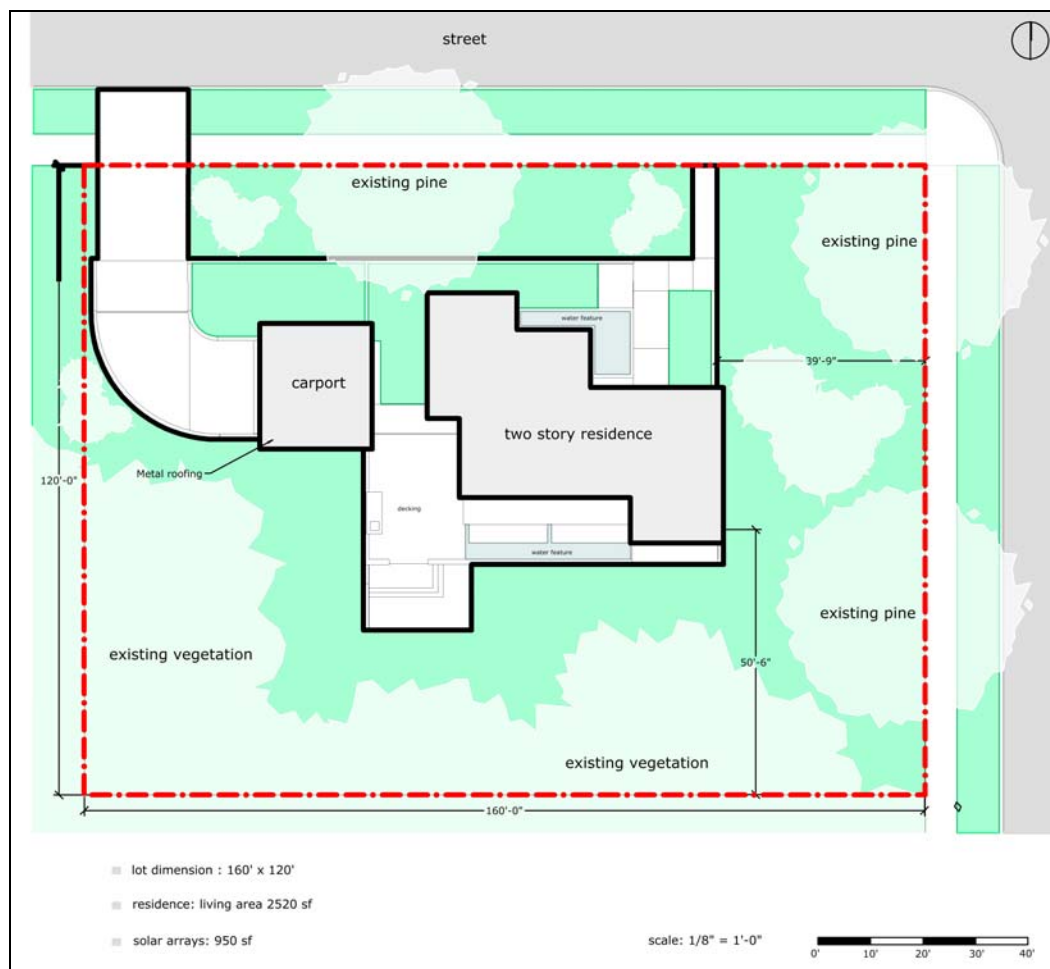 street
existing pine
existing pine
water feature
39'-9"
carport
two story residence
Metal roofing
120'-0"
decking
water feature
existing pine
existing vegetation
50'-6"
existing vegetation
160'-0"
lot dimension : 160' x 120'
residence: living area 2520 sf
solar arrays: 950 sf
scale: 1/8" = 1'-0"
0' 10' 20' 30' 40'